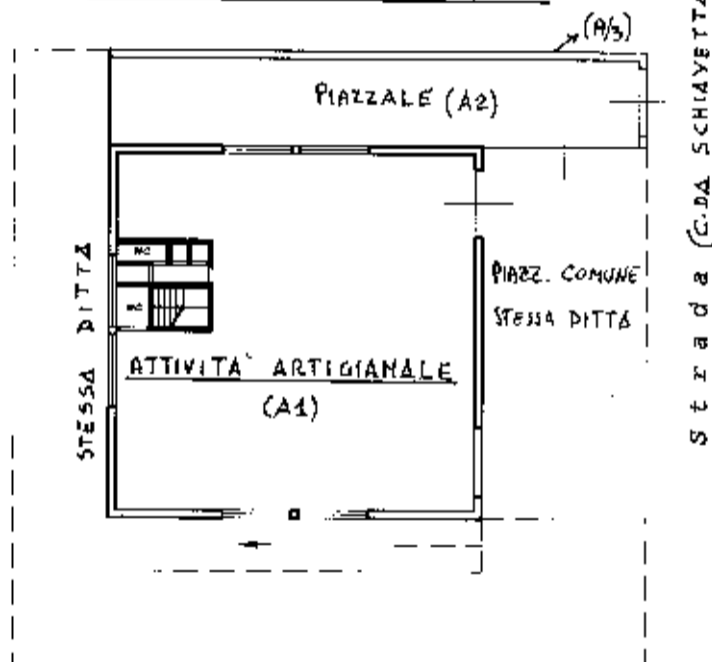 (A/3)
PIAZZALE (A2)
WC
WC
PIAZZ. COMUNE
STESSA DITTA
ATTIVITA' ARTIGIANALE
(A1)
STESSA DITTA
Strada (C.DA SCHIAVETTA